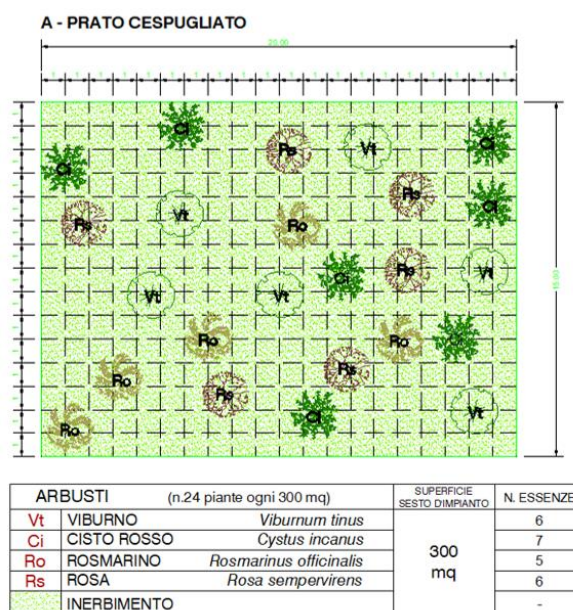 A - PRATO CESPUGLIATO
20.00
Ci
Vt
Ci
Rs
Ci
Rs
Ci
Rs
Vt
Ro
Rs
Vt
Ci
Vt
Vt
Ro
Ro
Ci
Rs
Ro
Rs
Ci
Vt
Ro
15.00
ARBUSTI (n.24 piante ogni 300 mq) SUPERFICIE SESTO D'IMPIANTO N. ESSENZE
Vt VIBURNO Viburnum tinus 6
Ci CISTO ROSSO Cystus incanus 7
Ro ROSMARINO Rosmarinus officinalis 5
Rs ROSA Rosa sempervirens 6
300 mq
INERBIMENTO -